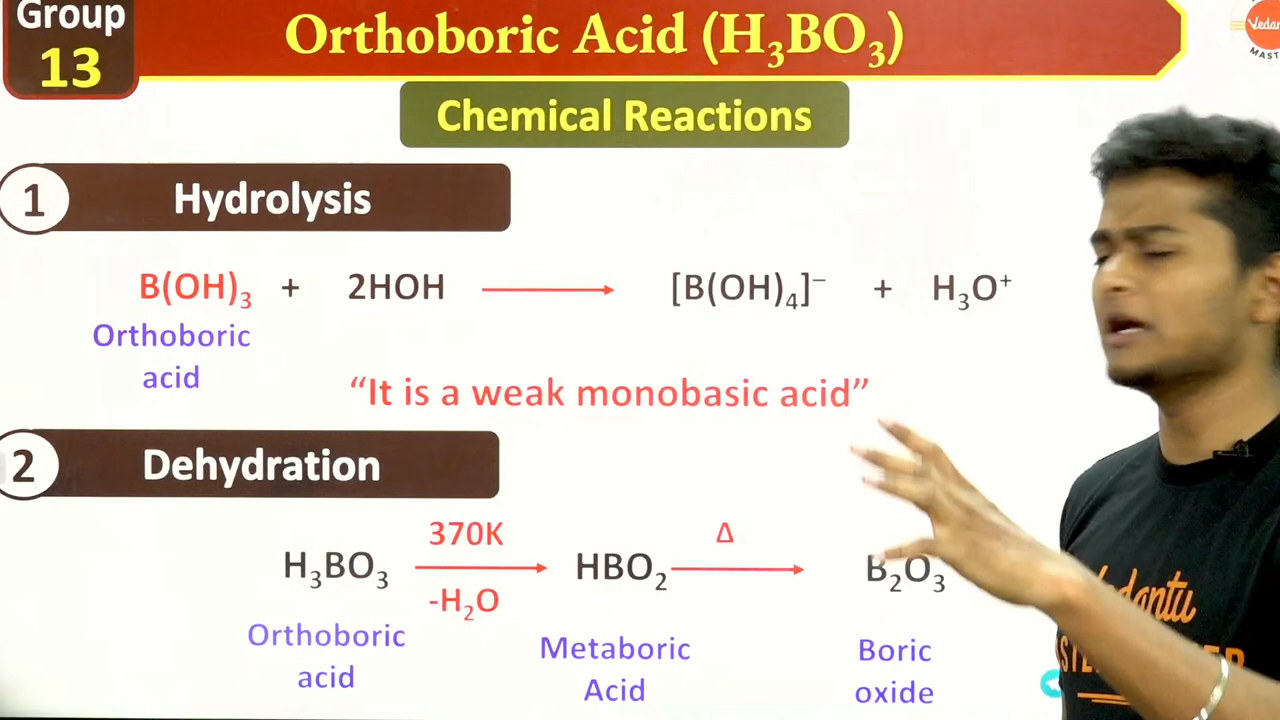 Group
13
Orthoboric Acid (H₃BO₃)
Chemical Reactions
1 Hydrolysis
B(OH)₃ + 2HOH [B(OH)₄]⁻ + H₃O⁺
Orthoboric
acid
“It is a weak monobasic acid”
2 Dehydration
370K Δ
H₃BO₃ HBO₂ B₂O₃
-H₂O
Orthoboric
acid
Metaboric
Acid
Boric
oxide